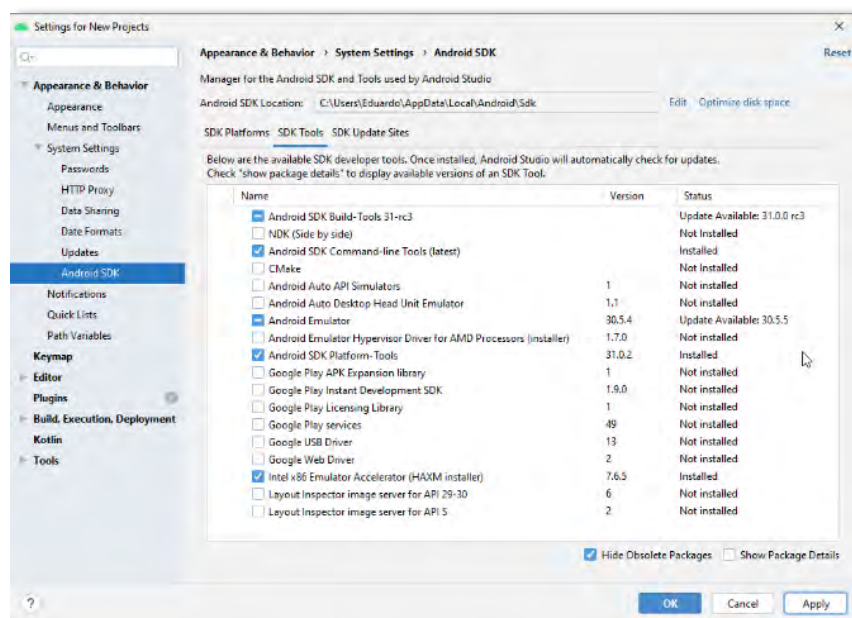 Settings for New Projects
Appearance & Behavior
Appearance
Menus and Toolbars
System Settings
Passwords
HTTP Proxy
Data Sharing
Date Formats
Updates
Android SDK
Notifications
Quick Lists
Path Variables
Keymap
Editor
Plugins
Build, Execution, Deployment
Kotlin
Tools
Appearance & Behavior › System Settings › Android SDK
Reset
Manager for the Android SDK and Tools used by Android Studio
Android SDK Location: C:\Users\Eduardo\AppData\Local\Android\Sdk Edit Optimize disk space
SDK Platforms SDK Tools SDK Update Sites
Below are the available SDK developer tools. Once installed, Android Studio will automatically check for updates.
Check "show package details" to display available versions of an SDK Tool.
Name Version Status
Android SDK Build-Tools 31-rc3 Update Available: 31.0.0 rc3
NDK (Side by side) Not Installed
Android SDK Command-line Tools (latest) Installed
CMake Not Installed
Android Auto API Simulators 1 Not installed
Android Auto Desktop Head Unit Emulator 1.1 Not installed
Android Emulator 30.5.4 Update Available: 30.5.5
Android Emulator Hypervisor Driver for AMD Processors (installer) 1.7.0 Not installed
Android SDK Platform-Tools 31.0.2 Installed
Google Play APK Expansion library 1 Not installed
Google Play Instant Development SDK 1.9.0 Not installed
Google Play Licensing Library 1 Not installed
Google Play services 49 Not installed
Google USB Driver 13 Not installed
Google Web Driver 2 Not installed
Intel x86 Emulator Accelerator (HAXM installer) 7.6.5 Installed
Layout Inspector image server for API 29-30 6 Not installed
Layout Inspector image server for API S 2 Not installed
Hide Obsolete Packages Show Package Details
? OK Cancel Apply